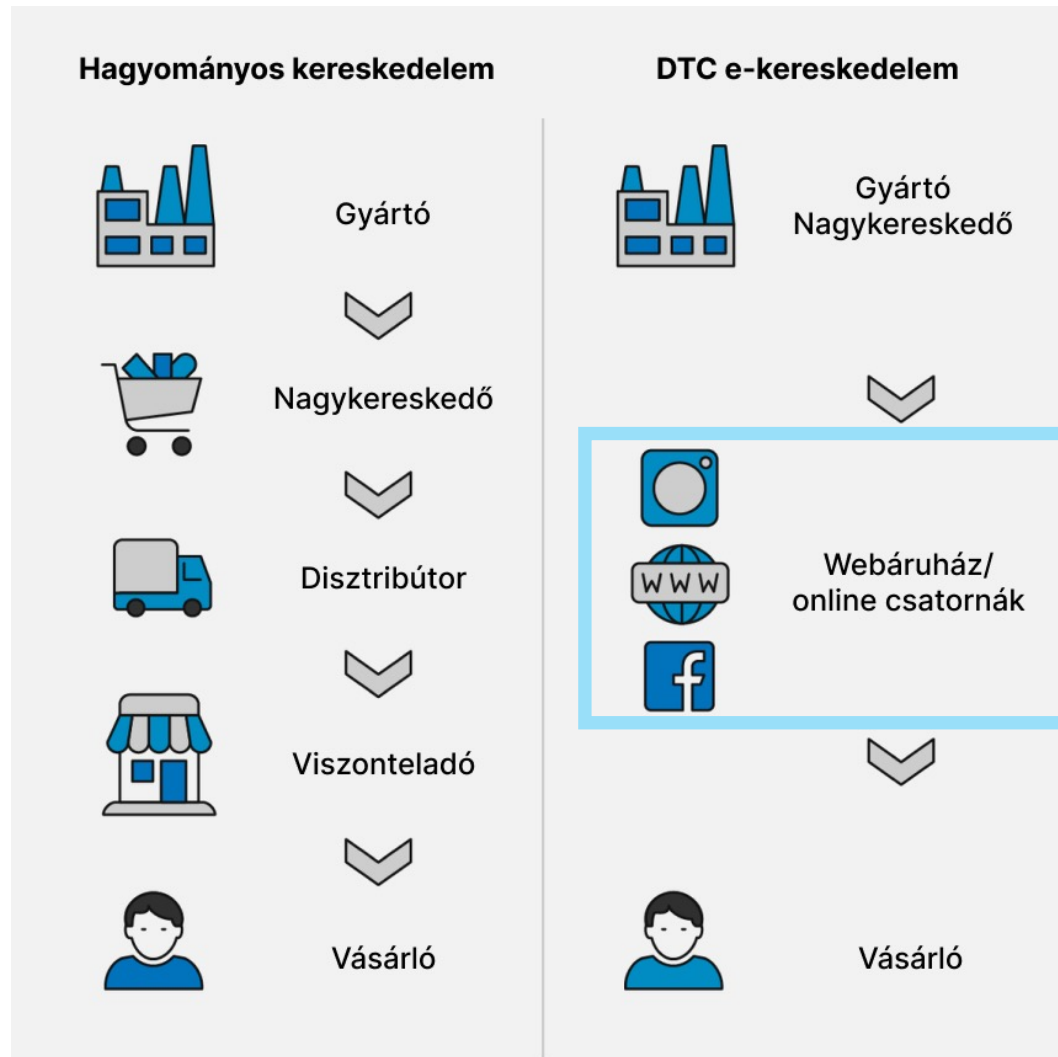 Hagyományos kereskedelem
Gyártó
Nagykereskedő
Disztribútor
Viszonteladó
Vásárló
DTC e-kereskedelem
Gyártó
Nagykereskedő
WWW
f
Webáruház/
online csatornák
Vásárló